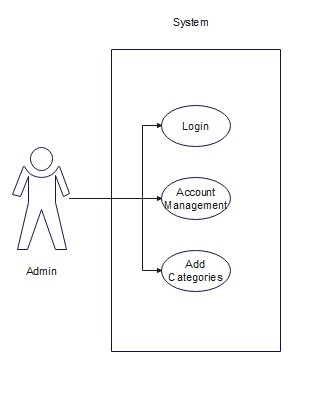 System
Login
Account
Management
Admin
Add
Categories